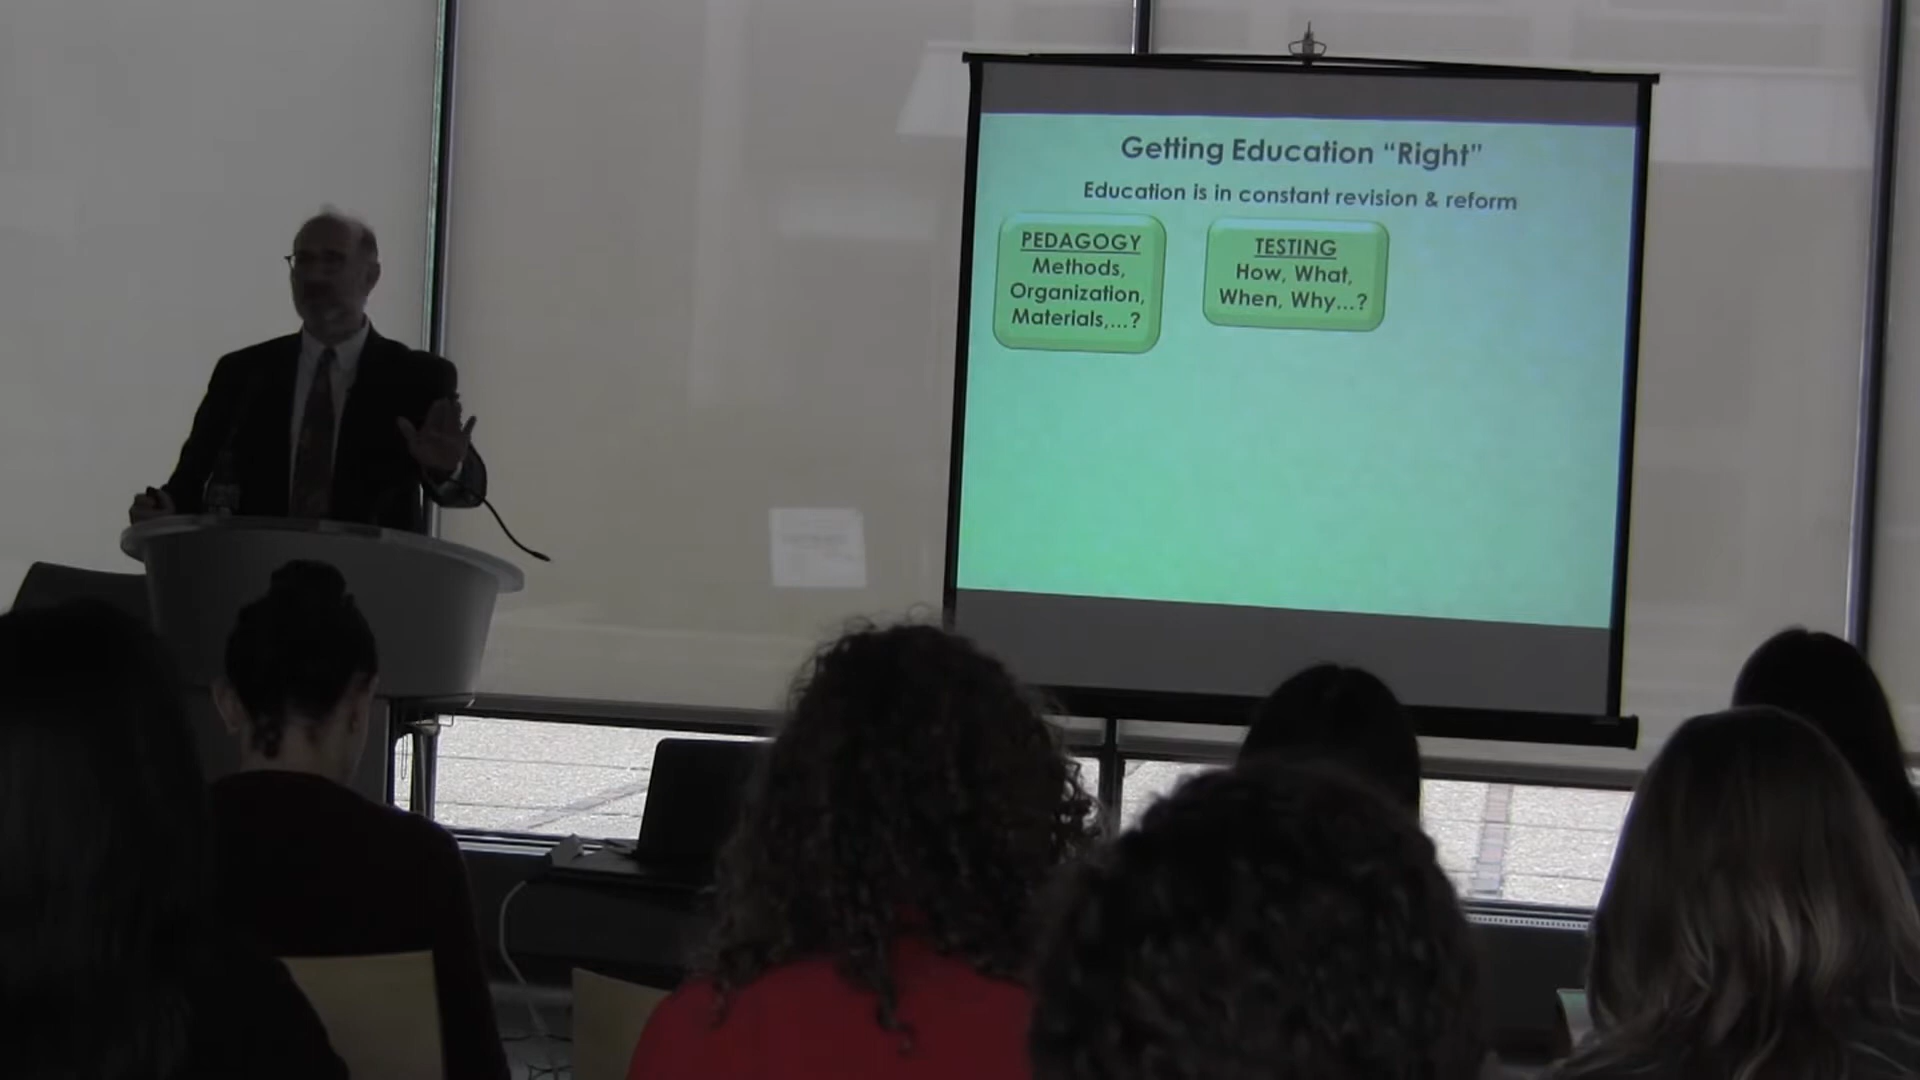 Getting Education “Right”
Education is in constant revision & reform
PEDAGOGY
Methods,
Organization,
Materials,...?
TESTING
How, What,
When, Why...?